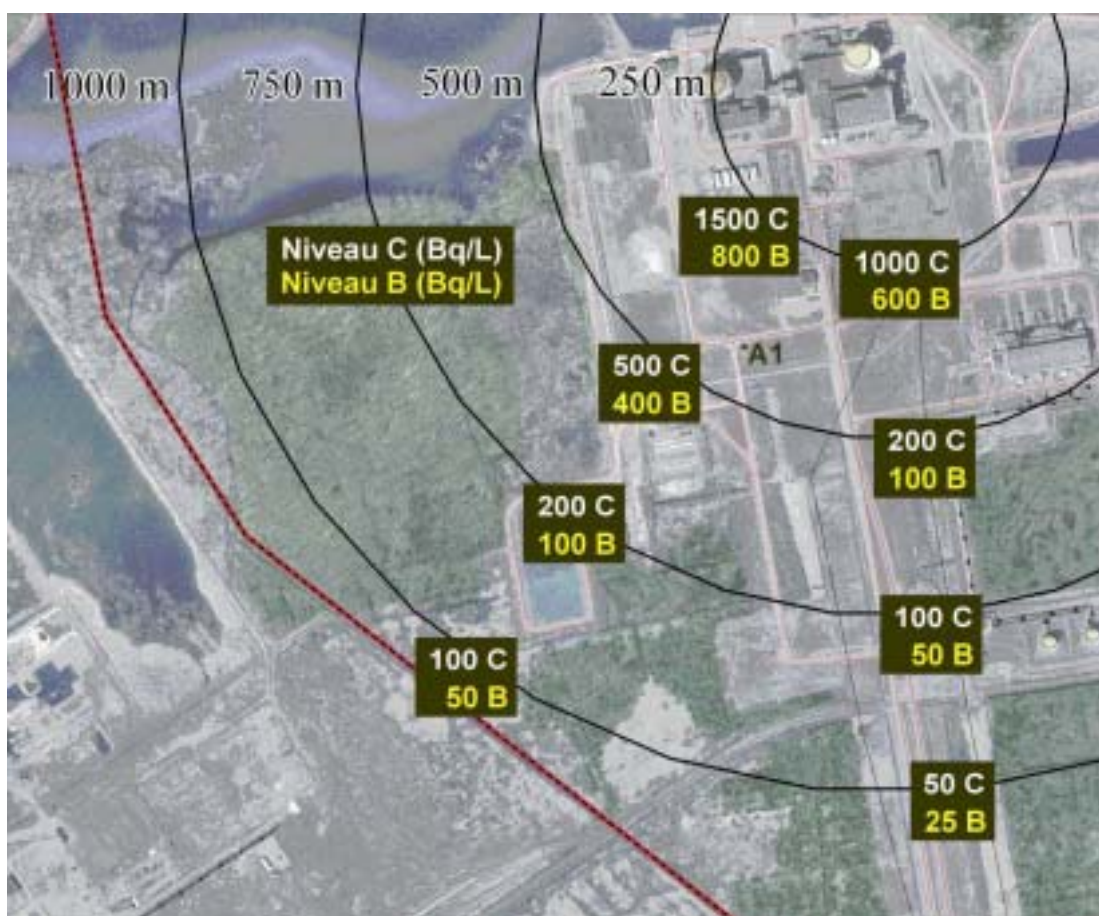 1000 m
750 m
500 m
250 m
Niveau C (Bq/L)
Niveau B (Bq/L)
1500 C
800 B
1000 C
600 B
A1
500 C
400 B
200 C
100 B
200 C
100 B
100 C
50 B
100 C
50 B
50 C
25 B